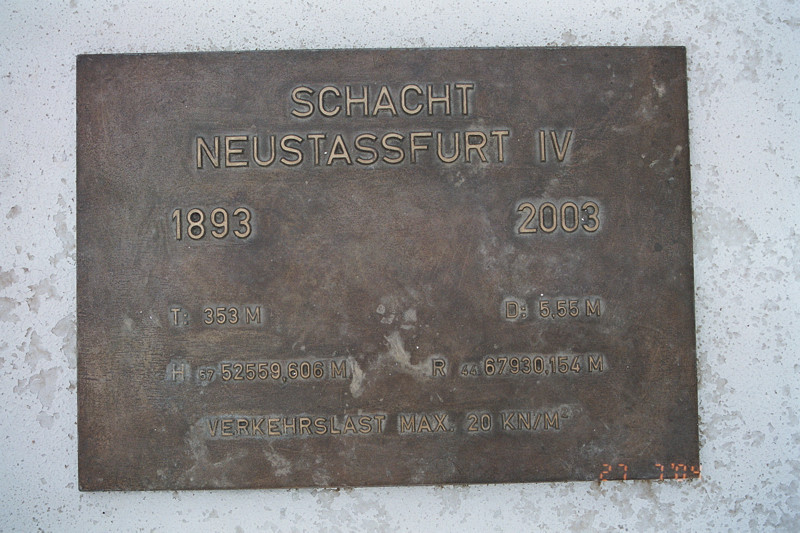 SCHACHT
NEUSTASSFURT IV
1893 2003
T: 353 M D: 5,55 M
H 57 52559,606 M R 44 67930,154 M
VERKEHRSLAST MAX. 20 KN/M²
27 7'04